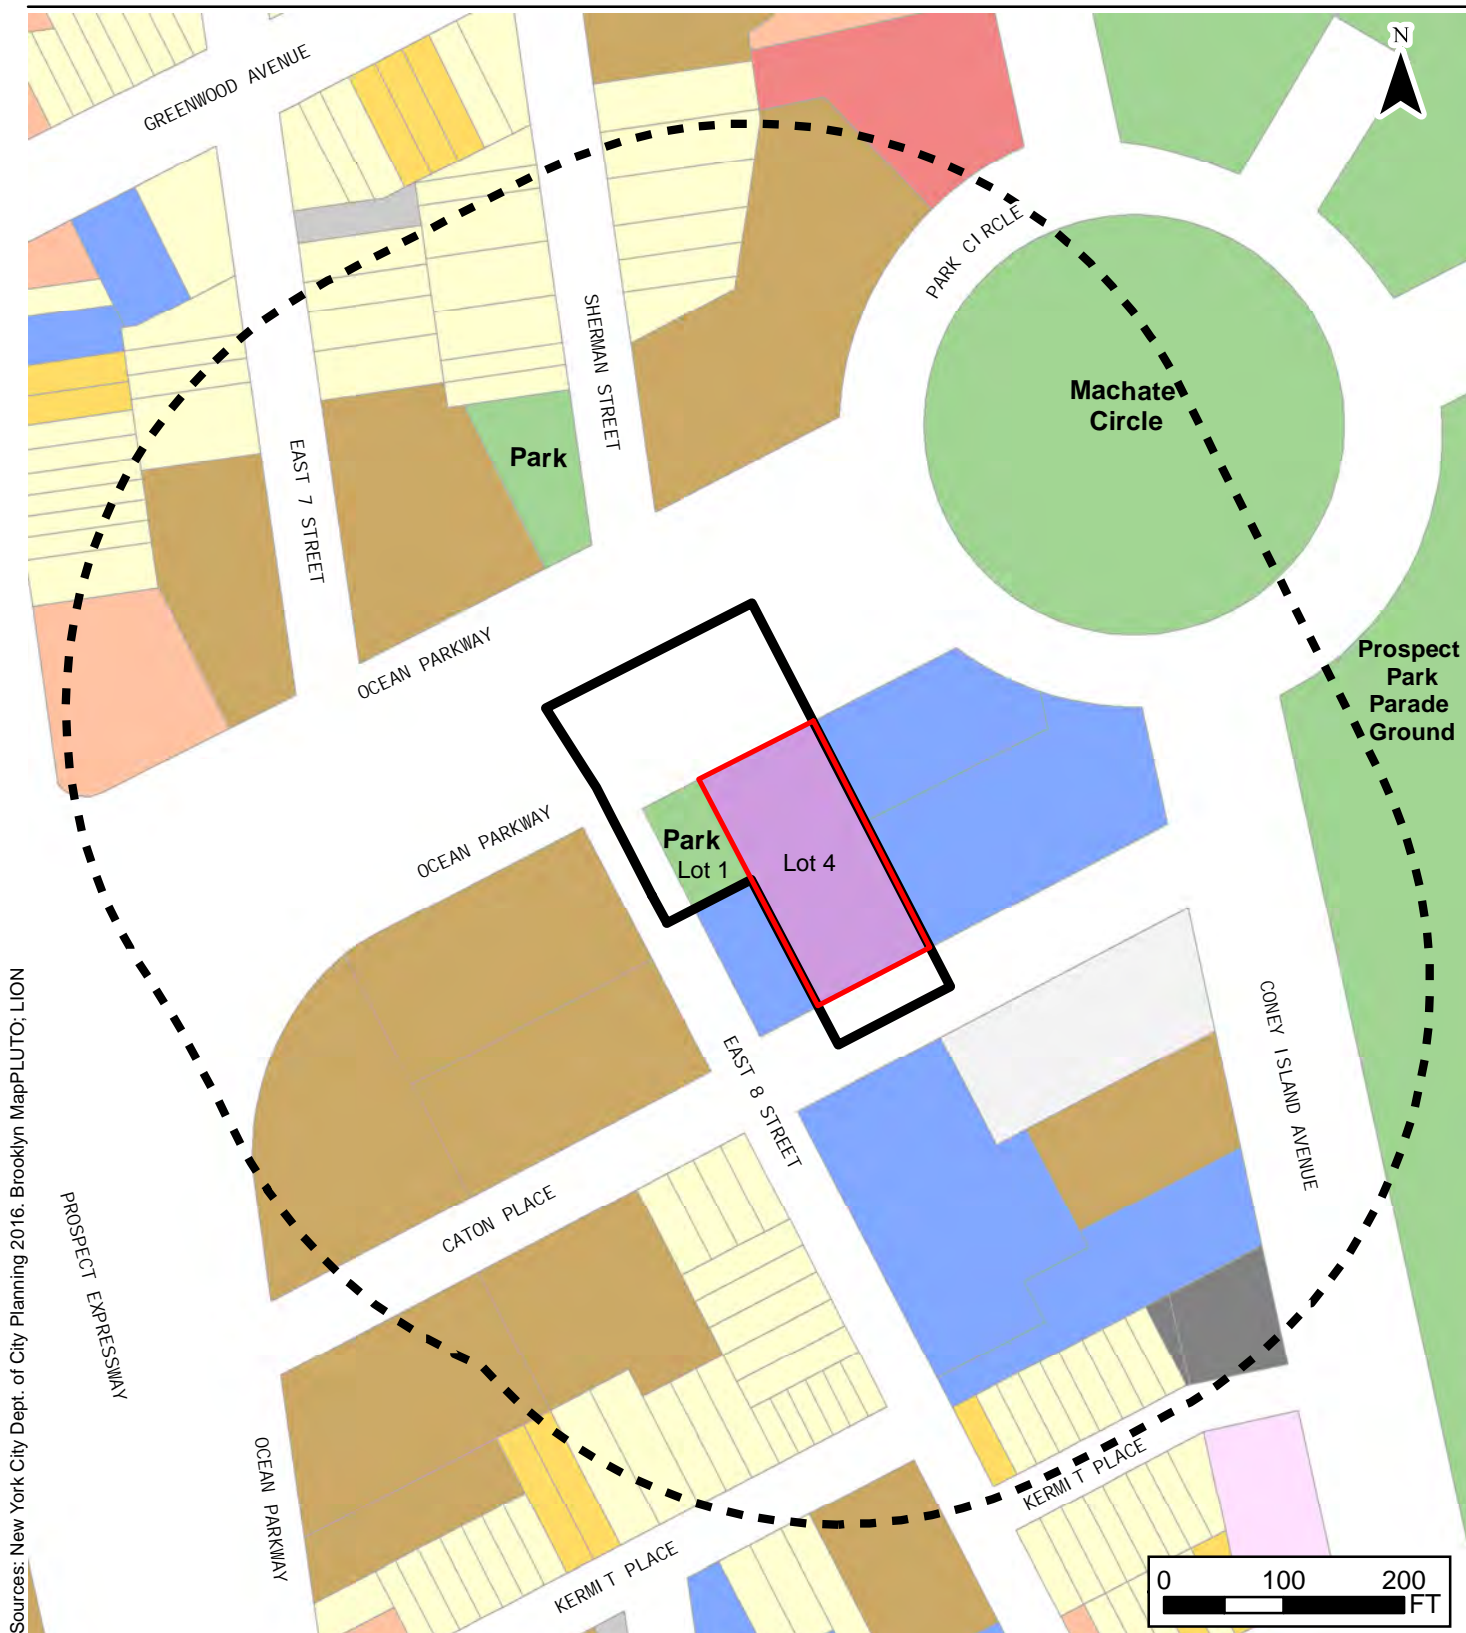 N
GREENWOOD AVENUE
PARK CIRCLE
SHERMAN STREET
Machate
Circle
Park
EAST 7 STREET
OCEAN PARKWAY
Prospect
Park
Parade
Ground
OCEAN PARKWAY
Park
Lot 1
Lot 4
CONEY ISLAND AVENUE
EAST 8 STREET
CATON PLACE
PROSPECT EXPRESSWAY
OCEAN PARKWAY
KERMIT PLACE
KERMIT PLACE
0 100 200
FT
Sources: New York City Dept. of City Planning 2016. Brooklyn MapPLUTO; LION